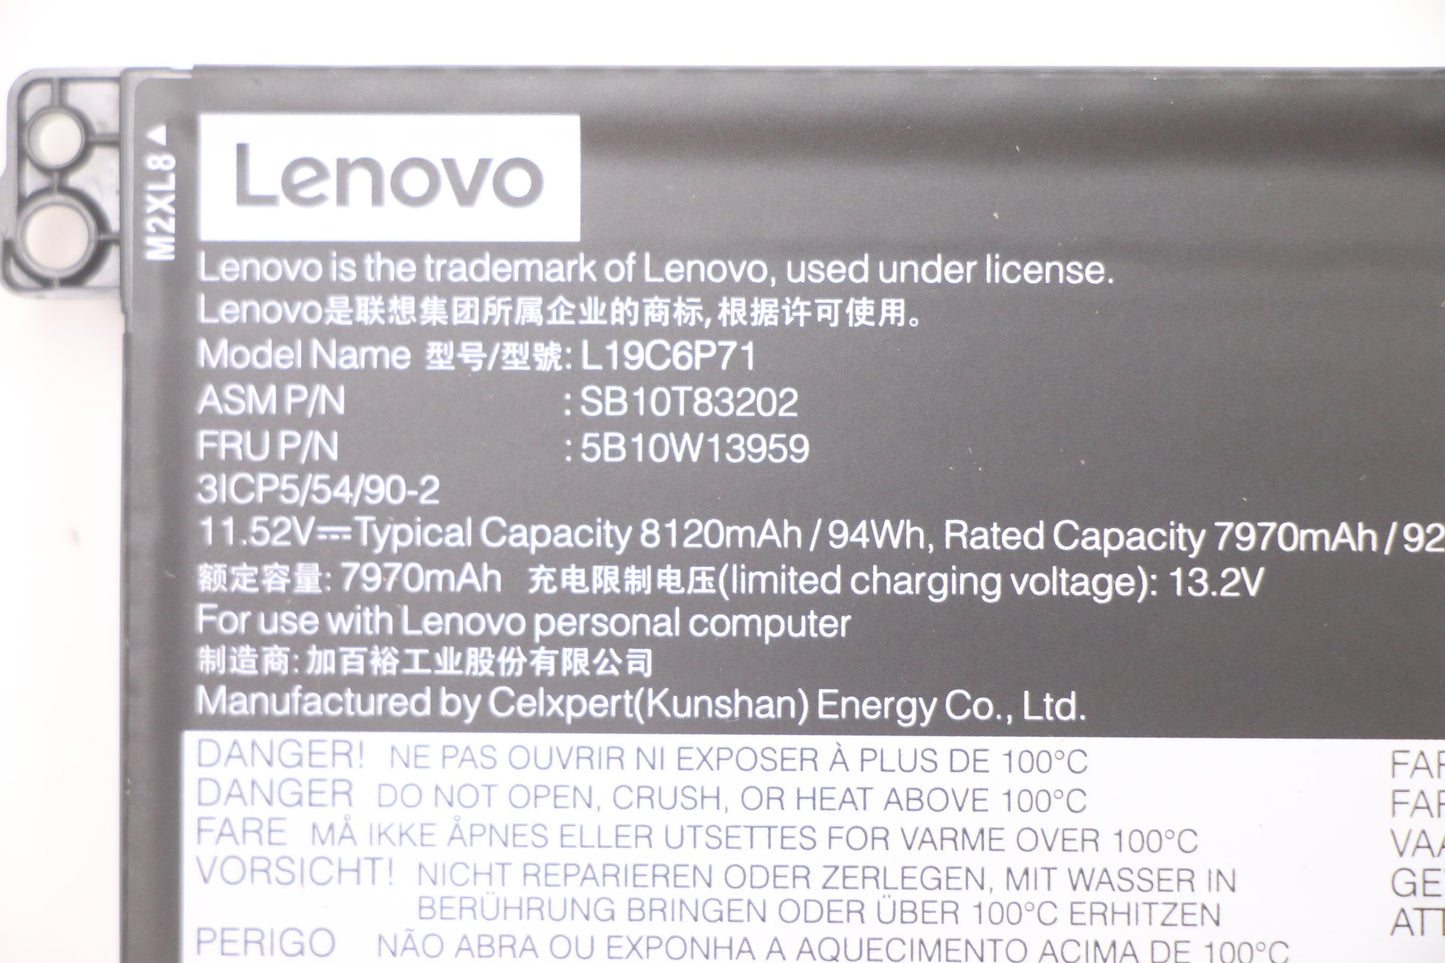 M2XL8▲
Lenovo
Lenovo is the trademark of Lenovo, used under license.
Lenovo是联想集团所属企业的商标,根据许可使用。
Model Name 型号/型號: L19C6P71
ASM P/N : SB10T83202
FRU P/N : 5B10W13959
3ICP5/54/90-2
11.52V⎓Typical Capacity 8120mAh / 94Wh, Rated Capacity 7970mAh / 92
额定容量: 7970mAh 充电限制电压(limited charging voltage): 13.2V
For use with Lenovo personal computer
制造商: 加百裕工业股份有限公司
Manufactured by Celxpert(Kunshan) Energy Co., Ltd.
DANGER! NE PAS OUVRIR NI EXPOSER À PLUS DE 100°C
DANGER DO NOT OPEN, CRUSH, OR HEAT ABOVE 100°C
FARE MÅ IKKE ÅPNES ELLER UTSETTES FOR VARME OVER 100°C
VORSICHT! NICHT REPARIEREN ODER ZERLEGEN, MIT WASSER IN
BERÜHRUNG BRINGEN ODER ÜBER 100°C ERHITZEN
PERIGO NÃO ABRA OU EXPONHA A AQUECIMENTO ACIMA DE 100°C